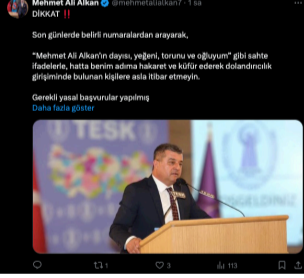 Mehmet Ali Alkan @mehmetalialkan7 · 1 sa
DİKKAT ‼️
Son günlerde belirli numaralardan arayarak,
“Mehmet Ali Alkan'ın dayısı, yeğeni, torunu ve oğluyum” gibi sahte
ifadelerle, hatta benim adıma hakaret ve küfür ederek dolandırıcılık
girişiminde bulunan kişilere asla itibar etmeyin.
Gerekli yasal başvurular yapılmış
Daha fazla göster
TESK
1 3 113